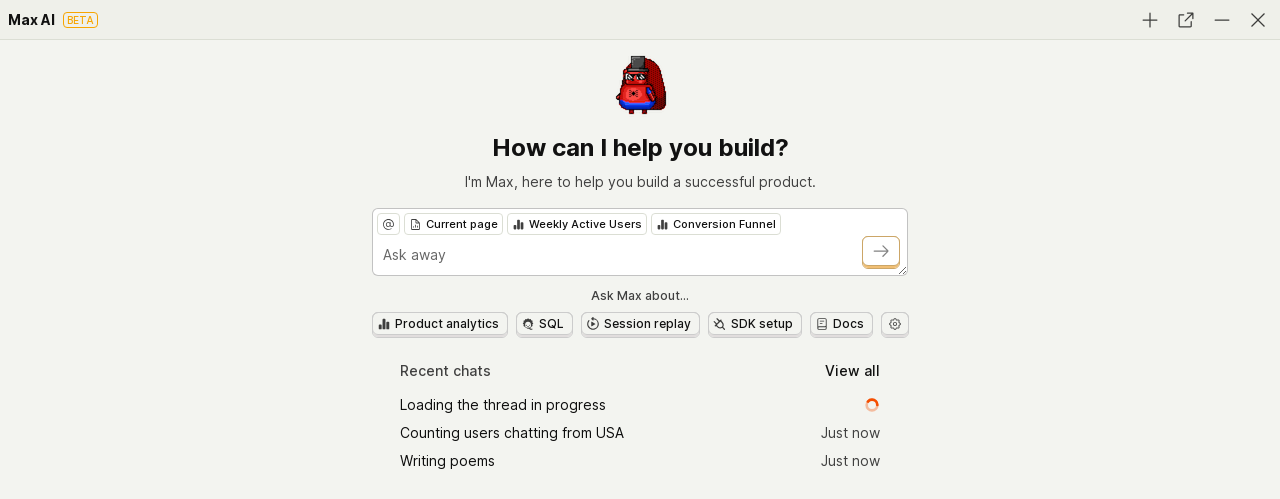 Max AI BETA
How can I help you build?
I'm Max, here to help you build a successful product.
@ Current page Weekly Active Users Conversion Funnel
Ask away
Ask Max about...
Product analytics SQL Session replay SDK setup Docs
Recent chats View all
Loading the thread in progress
Counting users chatting from USA Just now
Writing poems Just now